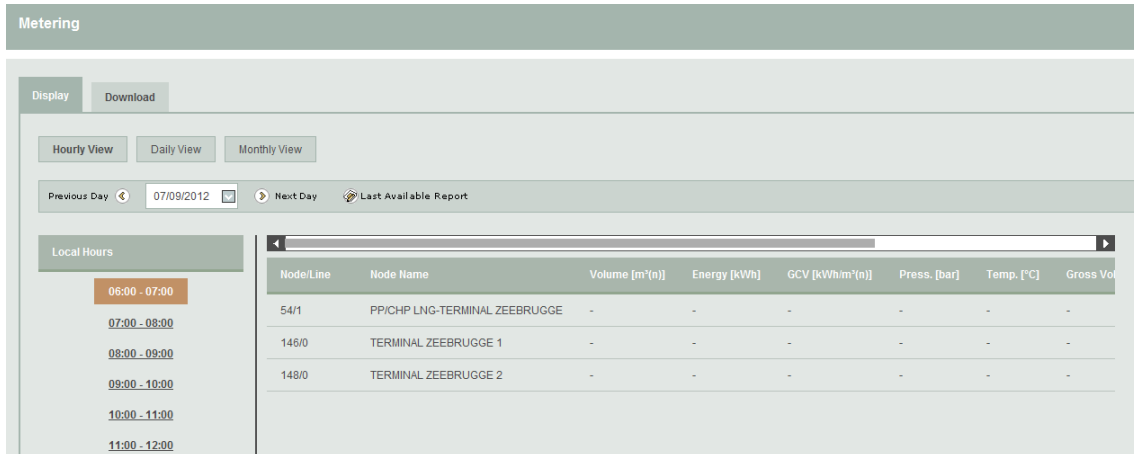 Metering
Display Download
Hourly View Daily View Monthly View
Previous Day 07/09/2012 Next Day Last Available Report
Local Hours
06:00 - 07:00
07:00 - 08:00
08:00 - 09:00
09:00 - 10:00
10:00 - 11:00
11:00 - 12:00
Node/Line Node Name Volume [m³(n)] Energy [kWh] GCV [kWh/m³(n)] Press. [bar] Temp. [°C] Gross Vol
54/1 PP/CHP LNG-TERMINAL ZEEBRUGGE - - - - - -
146/0 TERMINAL ZEEBRUGGE 1 - - - - - -
148/0 TERMINAL ZEEBRUGGE 2 - - - - - -